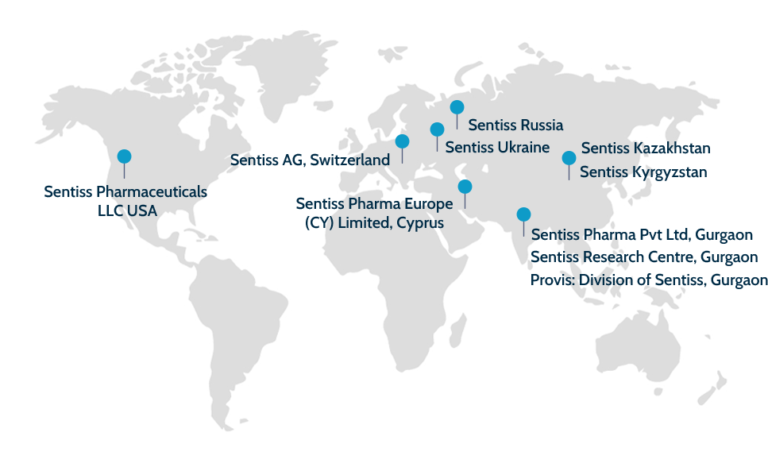 Sentiss Russia
Sentiss Ukraine
Sentiss Kazakhstan
Sentiss AG, Switzerland
Sentiss Kyrgyzstan
Sentiss Pharmaceuticals
LLC USA
Sentiss Pharma Europe
(CY) Limited, Cyprus
Sentiss Pharma Pvt Ltd, Gurgaon
Sentiss Research Centre, Gurgaon
Provis: Division of Sentiss, Gurgaon